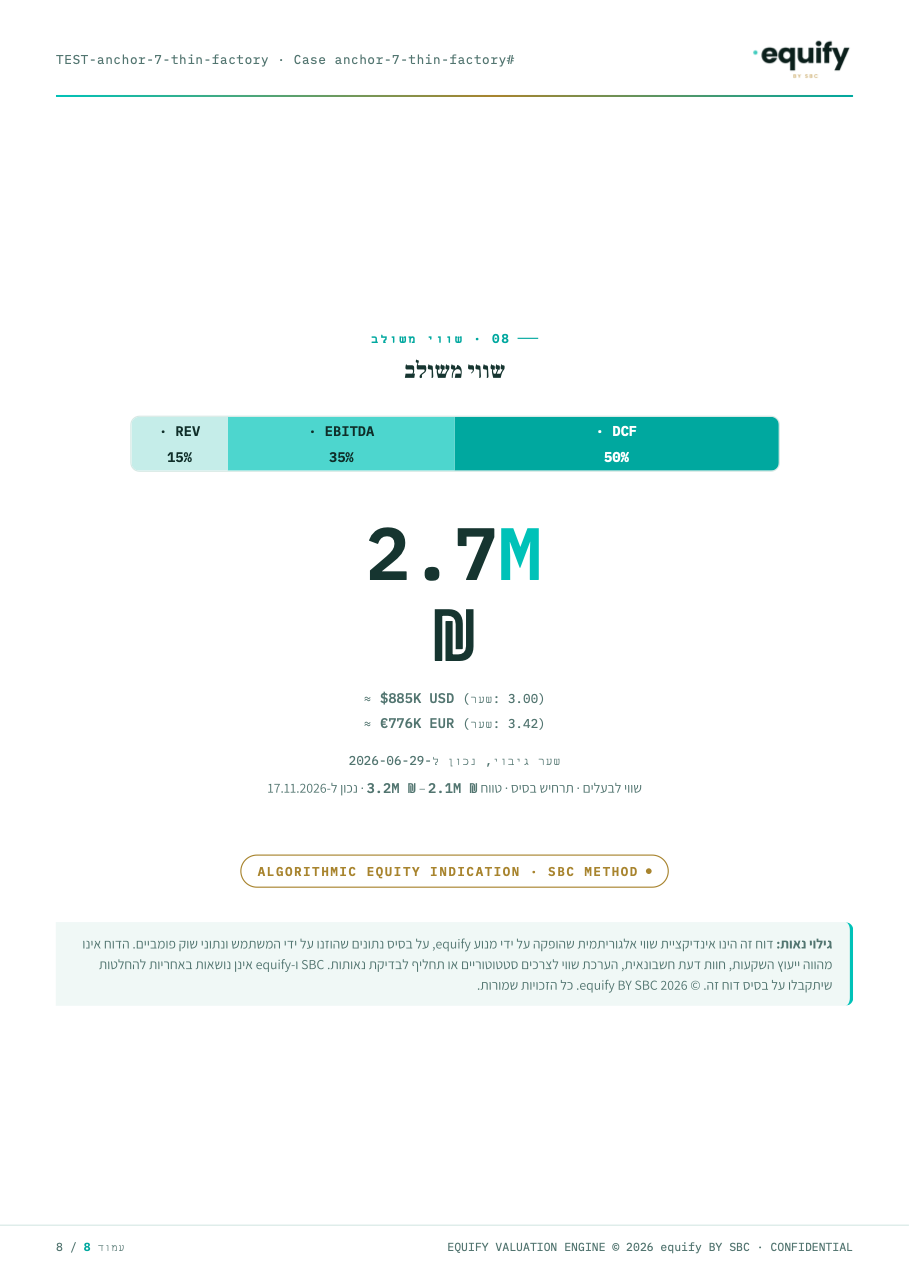 TEST-anchor-7-thin-factory · Case anchor-7-thin-factory#
equify
BY SBC
08 · שווי משולב
שווי משולב
· REV
15%
· EBITDA
35%
· DCF
50%
2.7M
₪
≈ $885K USD (שער: 3.00)
≈ €776K EUR (שער: 3.42)
שער גיבוי, נכון ל-2026-06-29
שווי לבעלים · תרחיש בסיס · טווח ₪ 2.1M – ₪ 3.2M · נכון ל-17.11.2026
ALGORITHMIC EQUITY INDICATION · SBC METHOD
גילוי נאות: דוח זה הינו אינדיקציית שווי אלגוריתמית שהופקה על ידי מנוע equify, על בסיס נתונים שהוזנו על ידי המשתמש ונתוני שוק פומביים. הדוח אינו
מהווה ייעוץ השקעות, חוות דעת חשבונאית, הערכת שווי לצרכים סטטוטוריים או תחליף לבדיקת נאותות. SBC ו-equify אינן נושאות באחריות להחלטות
שיתקבלו על בסיס דוח זה. © 2026 equify BY SBC. כל הזכויות שמורות.
עמוד 8 / 8
EQUIFY VALUATION ENGINE © 2026 equify BY SBC · CONFIDENTIAL